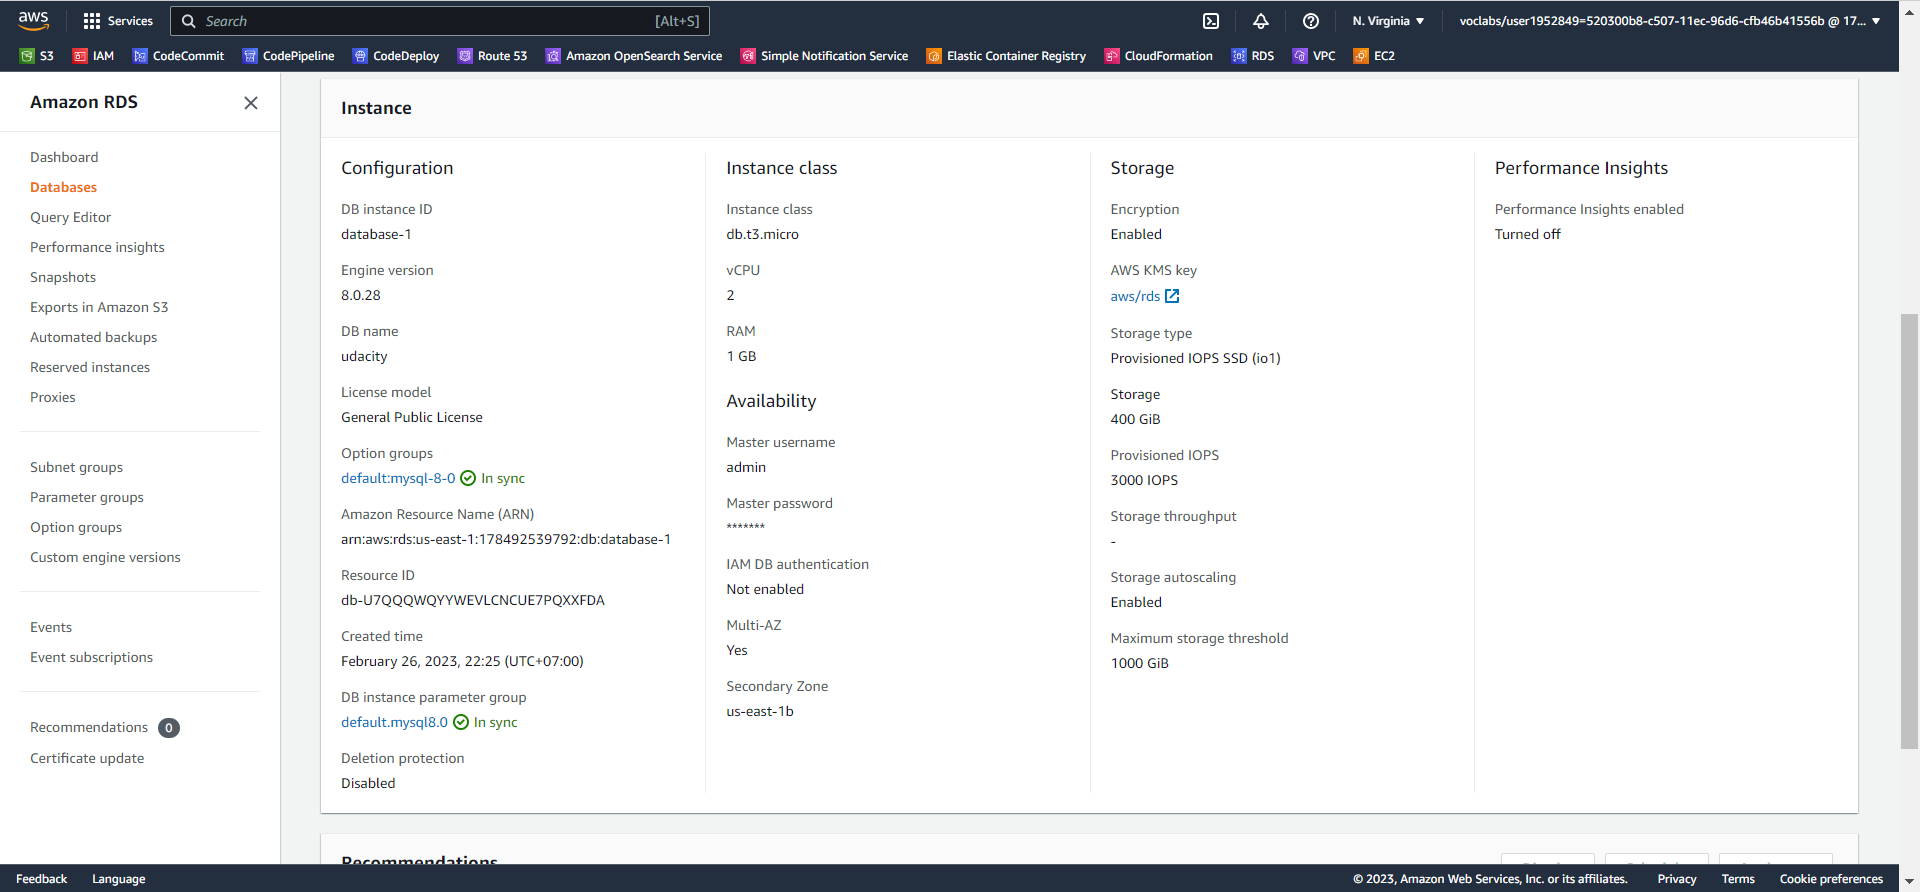 aws
Services
Search
[Alt+S]
N. Virginia
voclabs/user1952849=520300b8-c507-11ec-96d6-cfb46b41556b @ 17...
S3
IAM
CodeCommit
CodePipeline
CodeDeploy
Route 53
Amazon OpenSearch Service
Simple Notification Service
Elastic Container Registry
CloudFormation
RDS
VPC
EC2
Amazon RDS
Dashboard
Databases
Query Editor
Performance insights
Snapshots
Exports in Amazon S3
Automated backups
Reserved instances
Proxies
Subnet groups
Parameter groups
Option groups
Custom engine versions
Events
Event subscriptions
Recommendations 0
Certificate update
Instance
Configuration
DB instance ID
database-1
Engine version
8.0.28
DB name
udacity
License model
General Public License
Option groups
default:mysql-8-0 In sync
Amazon Resource Name (ARN)
arn:aws:rds:us-east-1:178492539792:db:database-1
Resource ID
db-U7QQQWQYYWEVLCNCUE7PQXXFDA
Created time
February 26, 2023, 22:25 (UTC+07:00)
DB instance parameter group
default.mysql8.0 In sync
Deletion protection
Disabled
Instance class
Instance class
db.t3.micro
vCPU
2
RAM
1 GB
Availability
Master username
admin
Master password
*******
IAM DB authentication
Not enabled
Multi-AZ
Yes
Secondary Zone
us-east-1b
Storage
Encryption
Enabled
AWS KMS key
aws/rds
Storage type
Provisioned IOPS SSD (io1)
Storage
400 GiB
Provisioned IOPS
3000 IOPS
Storage throughput
-
Storage autoscaling
Enabled
Maximum storage threshold
1000 GiB
Performance Insights
Performance Insights enabled
Turned off
Recommendations
Feedback
Language
© 2023, Amazon Web Services, Inc. or its affiliates.
Privacy
Terms
Cookie preferences